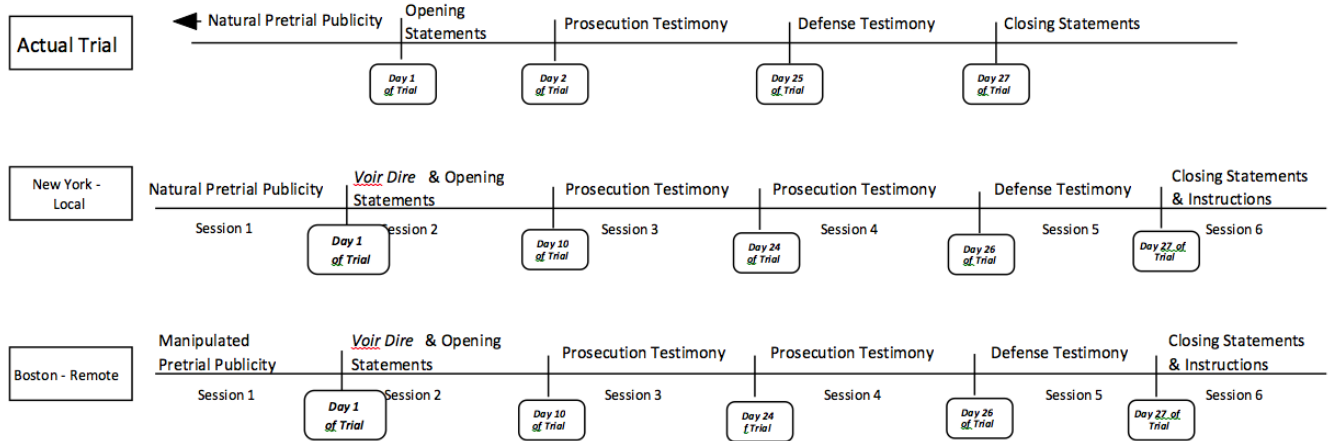 Actual Trial
Natural Pretrial Publicity
Opening
Statements
Prosecution Testimony
Defense Testimony
Closing Statements
Day 1
of Trial
Day 2
of Trial
Day 25
of Trial
Day 27
of Trial
New York -
Local
Natural Pretrial Publicity
Voir Dire & Opening
Statements
Prosecution Testimony
Prosecution Testimony
Defense Testimony
Closing Statements
& Instructions
Session 1
Session 2
Session 3
Session 4
Session 5
Session 6
Day 1
of Trial
Day 10
of Trial
Day 24
of Trial
Day 26
of Trial
Day 27 of
Trial
Boston - Remote
Manipulated
Pretrial Publicity
Voir Dire & Opening
Statements
Prosecution Testimony
Prosecution Testimony
Defense Testimony
Closing Statements
& Instructions
Session 1
Session 2
Session 3
Session 4
Session 5
Session 6
Day 1
of Trial
Day 10
of Trial
Day 24
f Trial
Day 26
of Trial
Day 27 of
Trial